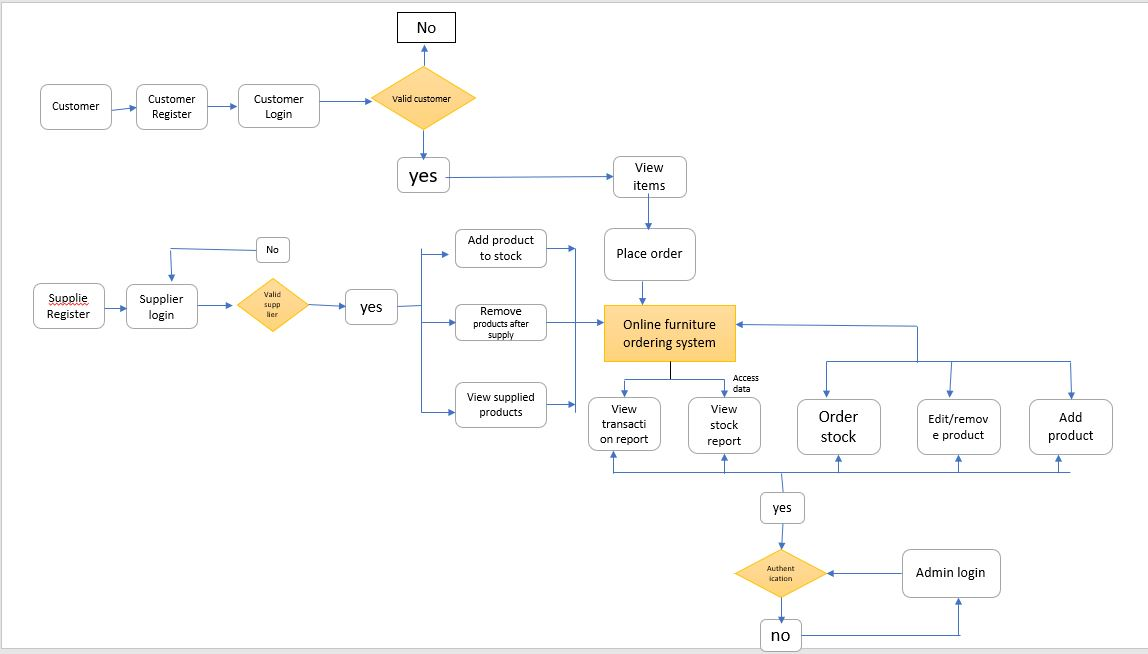 No
Customer
Customer
Register
Customer
Login
Valid customer
yes
View
items
Place order
No
Supplie
Register
Supplier
login
Valid
supp
lier
yes
Add product
to stock
Remove
products after
supply
View supplied
products
Online furniture
ordering system
Access
data
View
transacti
on report
View
stock
report
Order
stock
Edit/remov
e product
Add
product
yes
Authent
ication
Admin login
no